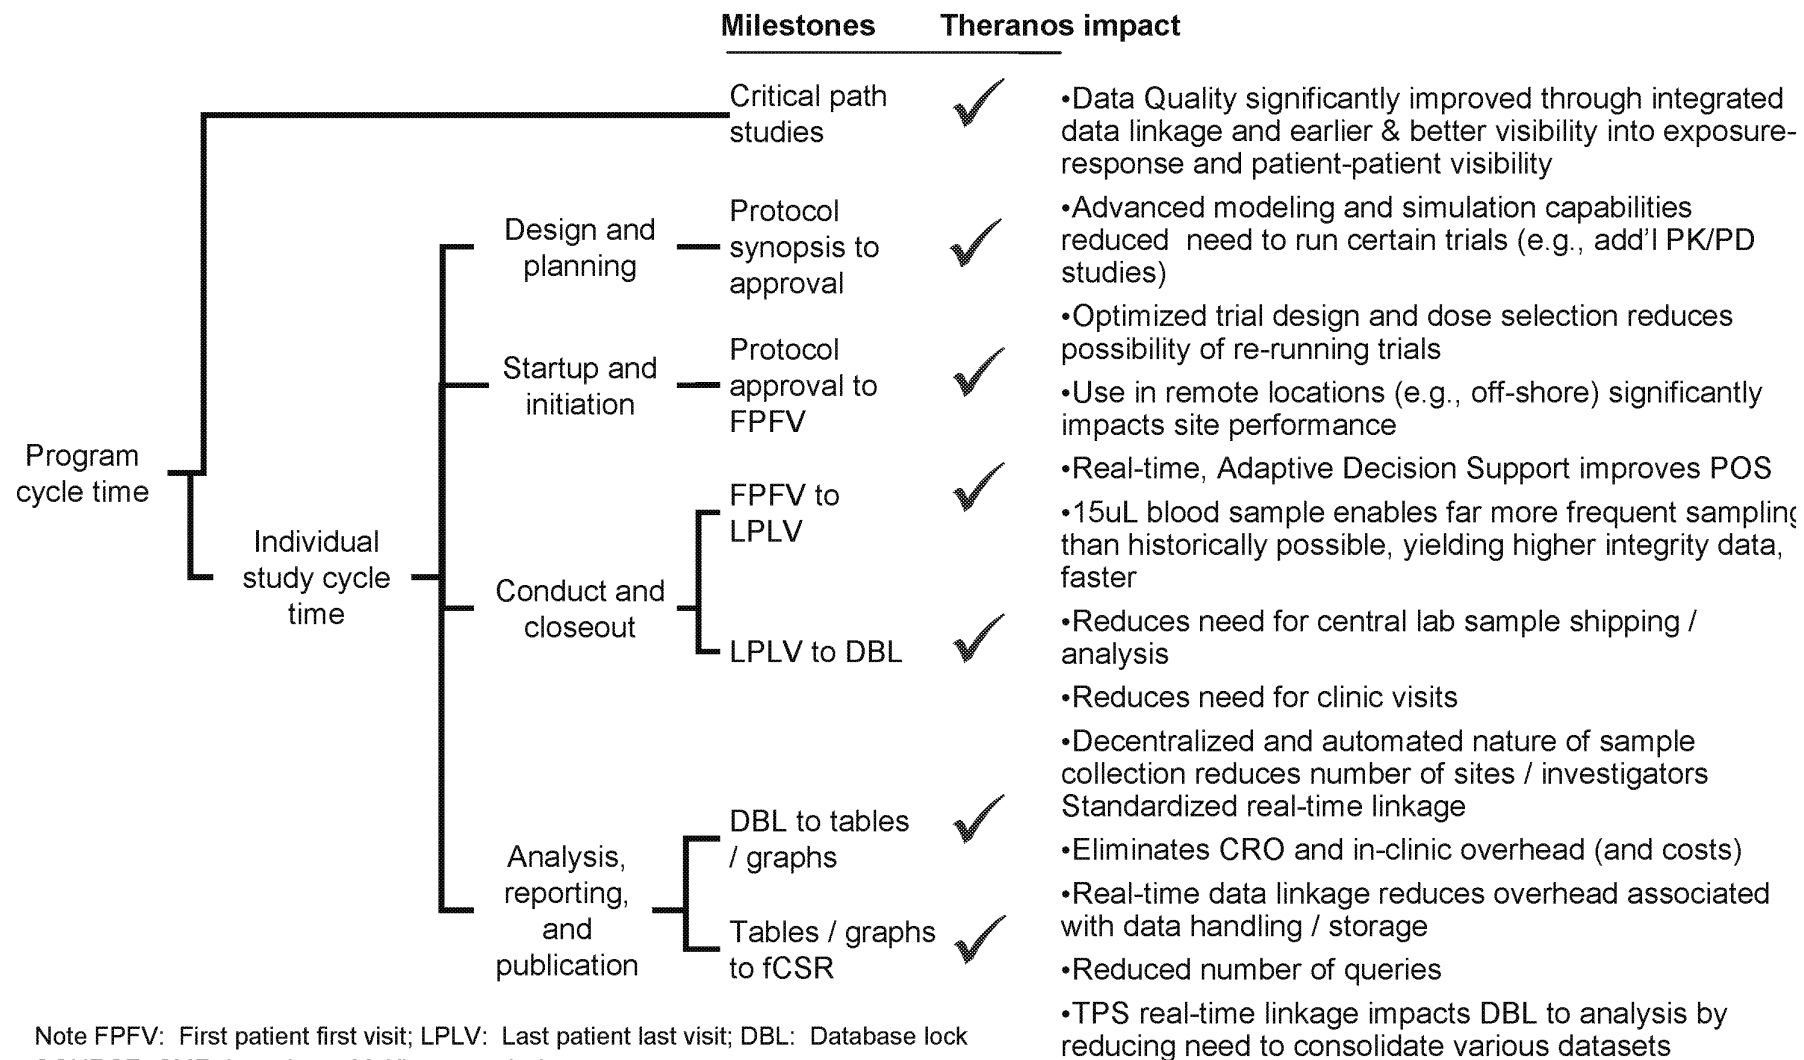 Milestones
Theranos impact
Critical path
studies
Protocol
synopsis to
approval
Protocol
approval to
FPFV
FPFV to
LPLV
LPLV to DBL
DBL to tables
/ graphs
Tables / graphs
to fCSR
Design and
planning
Startup and
initiation
Conduct and
closeout
Analysis,
reporting,
and
publication
Program
cycle time
Individual
study cycle
time
•Data Quality significantly improved through integrated
data linkage and earlier & better visibility into exposure-
response and patient-patient visibility
•Advanced modeling and simulation capabilities
reduced need to run certain trials (e.g., add'l PK/PD
studies)
•Optimized trial design and dose selection reduces
possibility of re-running trials
•Use in remote locations (e.g., off-shore) significantly
impacts site performance
•Real-time, Adaptive Decision Support improves POS
•15uL blood sample enables far more frequent sampling
than historically possible, yielding higher integrity data,
faster
•Reduces need for central lab sample shipping /
analysis
•Reduces need for clinic visits
•Decentralized and automated nature of sample
collection reduces number of sites / investigators
Standardized real-time linkage
•Eliminates CRO and in-clinic overhead (and costs)
•Real-time data linkage reduces overhead associated
with data handling / storage
•Reduced number of queries
•TPS real-time linkage impacts DBL to analysis by
reducing need to consolidate various datasets
Note FPFV: First patient first visit; LPLV: Last patient last visit; DBL: Database lock